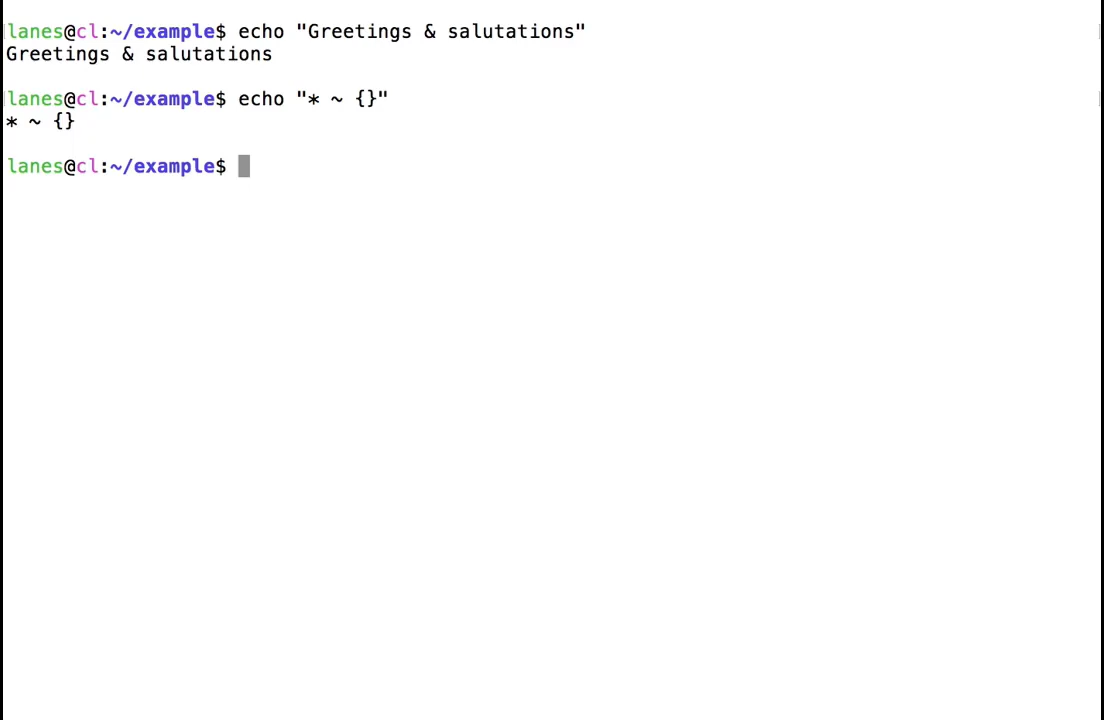 lanes@cl:~/example$ echo "Greetings & salutations"
Greetings & salutations
lanes@cl:~/example$ echo "* ~ {}"
* ~ {}
lanes@cl:~/example$